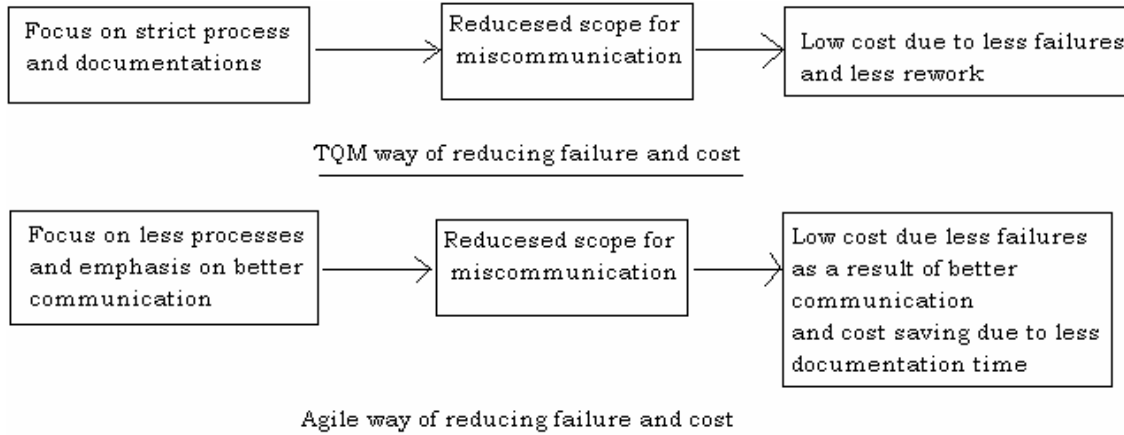 Focus on strict process
and documentations
Reducesed scope for
miscommunication
Low cost due to less failures
and less rework
TQM way of reducing failure and cost
Focus on less processes
and emphasis on better
communication
Reducesed scope for
miscommunication
Low cost due less failures
as a result of better
communication
and cost saving due to less
documentation time
Agile way of reducing failure and cost